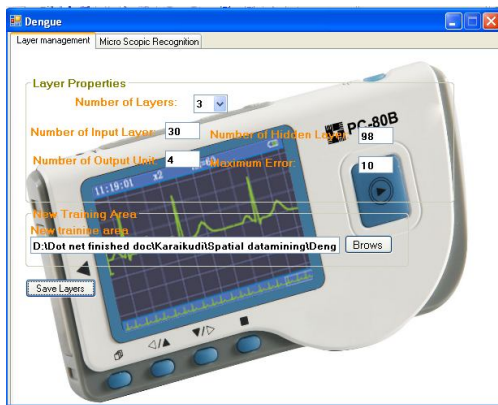 Dengue
Layer management Micro Scopic Recognition
Layer Properties
Number of Layers: 3
Number of Input Layer 30 Number of Hidden Layer 98
Number of Output Unit: 4 Maximum Error: 10
PC-80B
11:19:01 x2
New Training Area
New trainine area
D:\Dot net finished doc\Karaikudi\Spatial datamining\Deng Brows
Save Layers